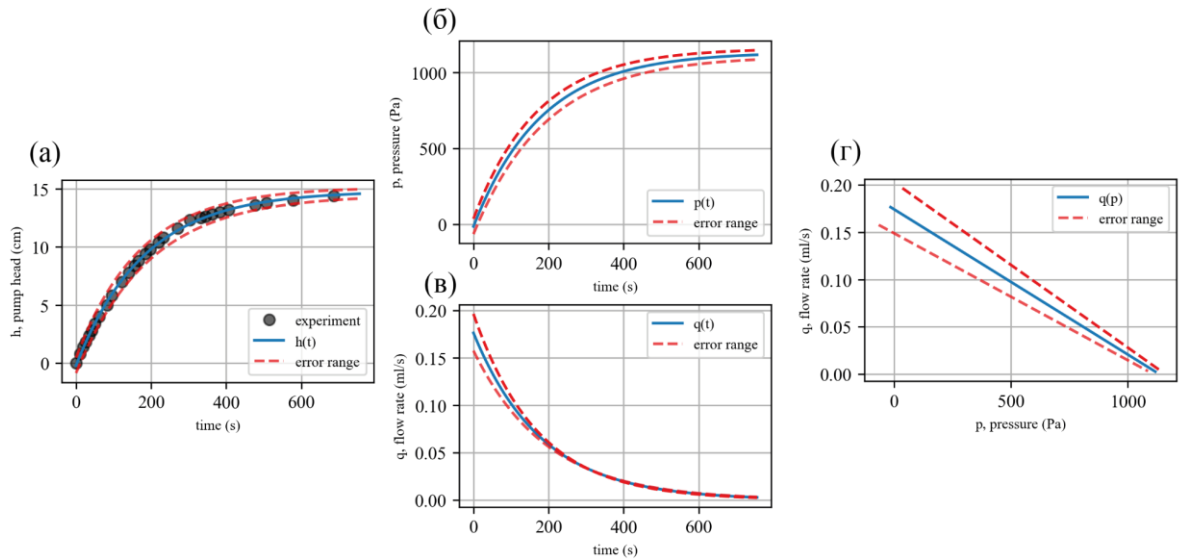 (а)
15
10
5
0
h, pump head (cm)
experiment
h(t)
error range
0 200 400 600
time (s)
(б)
1000
500
0
p, pressure (Pa)
p(t)
error range
0 200 400 600
time (s)
(в)
0.20
0.15
0.10
0.05
0.00
q, flow rate (ml/s)
q(t)
error range
0 200 400 600
time (s)
(г)
0.20
0.15
0.10
0.05
0.00
q, flow rate (ml/s)
q(p)
error range
0 500 1000
p, pressure (Pa)